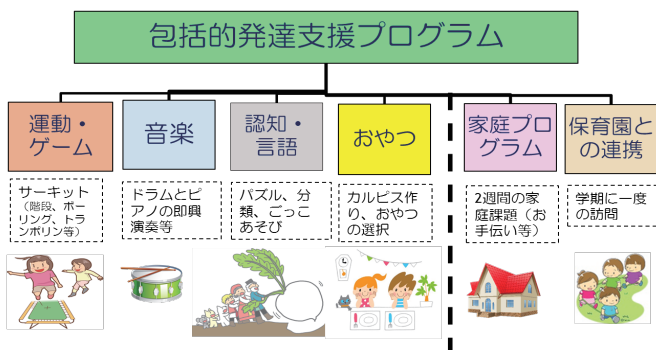 包括的発達支援プログラム
運動・
ゲーム
音楽
認知・
言語
おやつ
家庭プロ
グラム
保育園と
の連携
サーキット
（階段、ボー
リング、トラ
ンポリン等）
ドラムとピ
アノの即興
演奏等
パズル、分
類、ごっこ
あそび
カルピス作
り、おやつ
の選択
2週間の家
庭課題（お
手伝い等）
学期に一度
の訪問